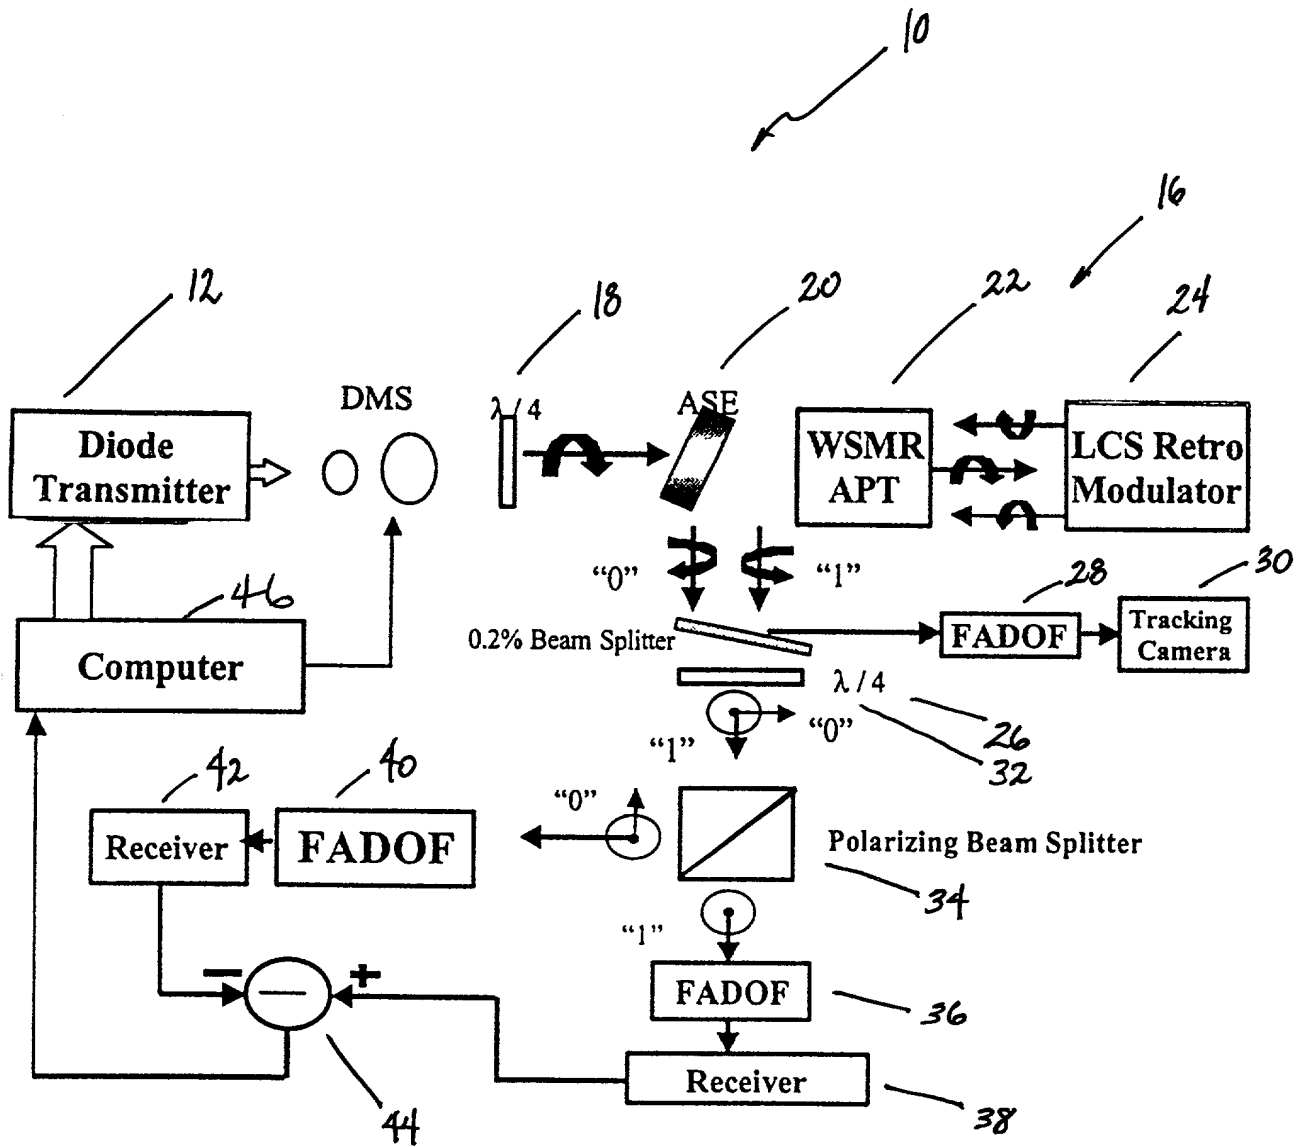 10
16
12
18
20
22
24
DMS
λ / 4
ASE
Diode
Transmitter
WSMR
APT
LCS Retro
Modulator
"0"
"1"
28
30
46
0.2% Beam Splitter
FADOF
Tracking
Camera
Computer
λ / 4
"1"
"0"
26
32
42
40
"0"
Receiver
FADOF
Polarizing Beam Splitter
34
"1"
− − +
FADOF
36
Receiver
44
38